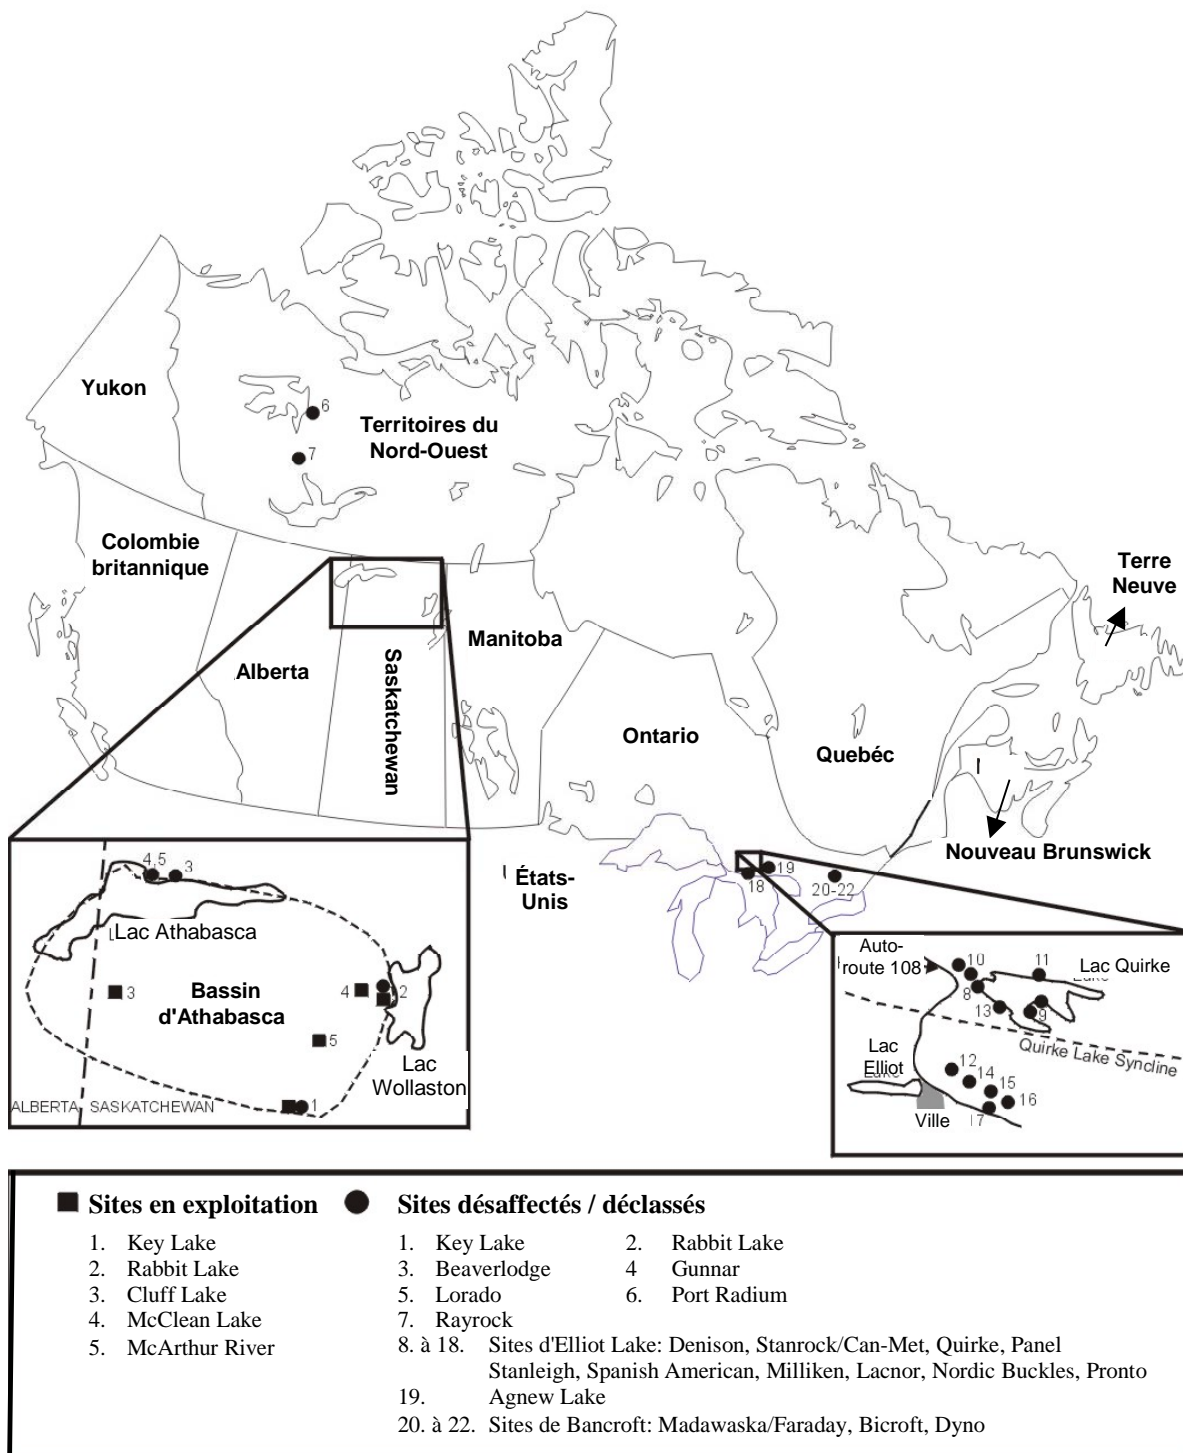 Yukon
6
7
Territoires du
Nord-Ouest
Colombie
britannique
Terre
Neuve
Manitoba
Alberta
Saskatchewan
Ontario
Quebéc
Nouveau Brunswick
États-
Unis
18
19
20-22
4,5
3
Lac Athabasca
3
Bassin
d'Athabasca
4
2
5
Lac
Wollaston
1
ALBERTA SASKATCHEWAN
Auto-
route 108
10
11
Lac Quirke
8
13
9
Quirke Lake Syncline
Lac
Elliot
12
14
15
16
17
Ville
Sites en exploitation
1. Key Lake
2. Rabbit Lake
3. Cluff Lake
4. McClean Lake
5. McArthur River
Sites désaffectés / déclassés
1. Key Lake 2. Rabbit Lake
3. Beaverlodge 4 Gunnar
5. Lorado 6. Port Radium
7. Rayrock
8. à 18. Sites d'Elliot Lake: Denison, Stanrock/Can-Met, Quirke, Panel
Stanleigh, Spanish American, Milliken, Lacnor, Nordic Buckles, Pronto
19. Agnew Lake
20. à 22. Sites de Bancroft: Madawaska/Faraday, Bicroft, Dyno